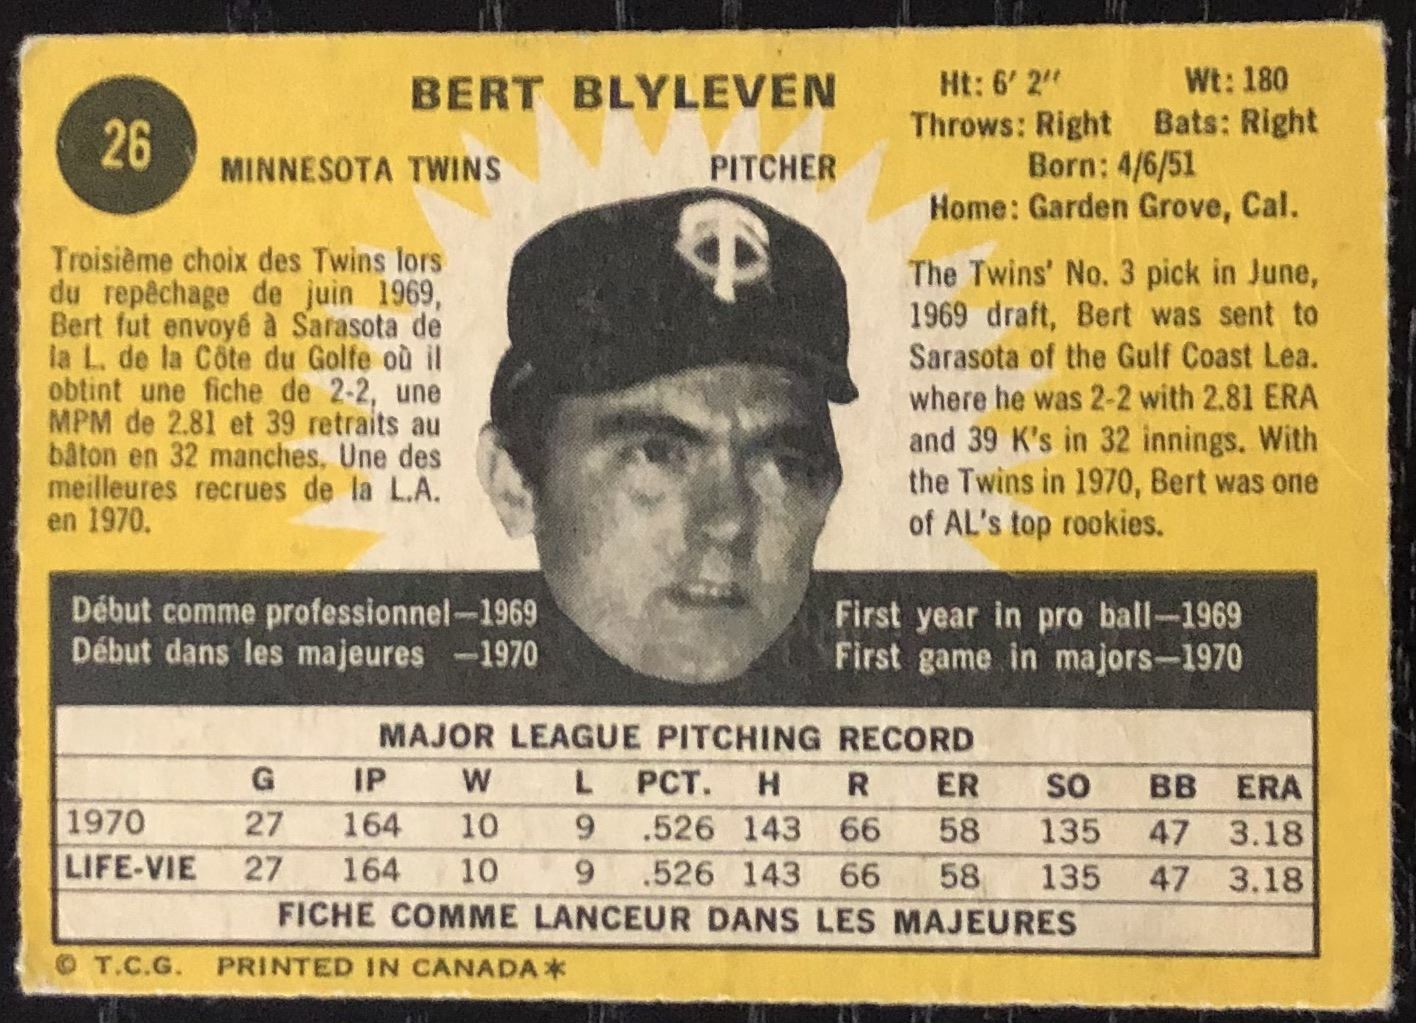 26
BERT BLYLEVEN
MINNESOTA TWINS PITCHER
Ht: 6' 2" Wt: 180
Throws: Right Bats: Right
Born: 4/6/51
Home: Garden Grove, Cal.
Troisième choix des Twins lors
du repêchage de juin 1969,
Bert fut envoyé à Sarasota de
la L. de la Côte du Golfe où il
obtint une fiche de 2-2, une
MPM de 2.81 et 39 retraits au
bâton en 32 manches. Une des
meilleures recrues de la L.A.
en 1970.
The Twins' No. 3 pick in June,
1969 draft, Bert was sent to
Sarasota of the Gulf Coast Lea.
where he was 2-2 with 2.81 ERA
and 39 K's in 32 innings. With
the Twins in 1970, Bert was one
of AL's top rookies.
Début comme professionnel—1969
Début dans les majeures —1970
First year in pro ball—1969
First game in majors—1970
MAJOR LEAGUE PITCHING RECORD
G IP W L PCT. H R ER SO BB ERA
1970 27 164 10 9 .526 143 66 58 135 47 3.18
LIFE-VIE 27 164 10 9 .526 143 66 58 135 47 3.18
FICHE COMME LANCEUR DANS LES MAJEURES
© T.C.G. PRINTED IN CANADA*